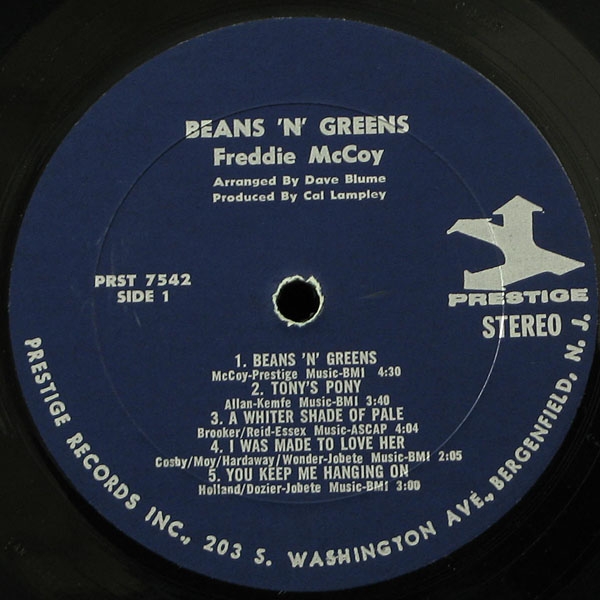 BEANS 'N' GREENS
Freddie McCoy
Arranged By Dave Blume
Produced By Cal Lampley
PRST 7542
SIDE 1
PRESTIGE
STEREO
1. BEANS 'N' GREENS
McCoy-Prestige Music-BMI 4:30
2. TONY'S PONY
Allan-Kemfe Music-BMI 3:40
3. A WHITER SHADE OF PALE
Brooker/Reid-Essex Music-ASCAP 4:04
4. I WAS MADE TO LOVE HER
Cosby/Moy/Hardaway/Wonder-Jobete Music-BMI 2:05
5. YOU KEEP ME HANGING ON
Holland/Dozier-Jobete Music-BMI 3:00
PRESTIGE RECORDS INC., 203 S. WASHINGTON AVE., BERGENFIELD, N. J.